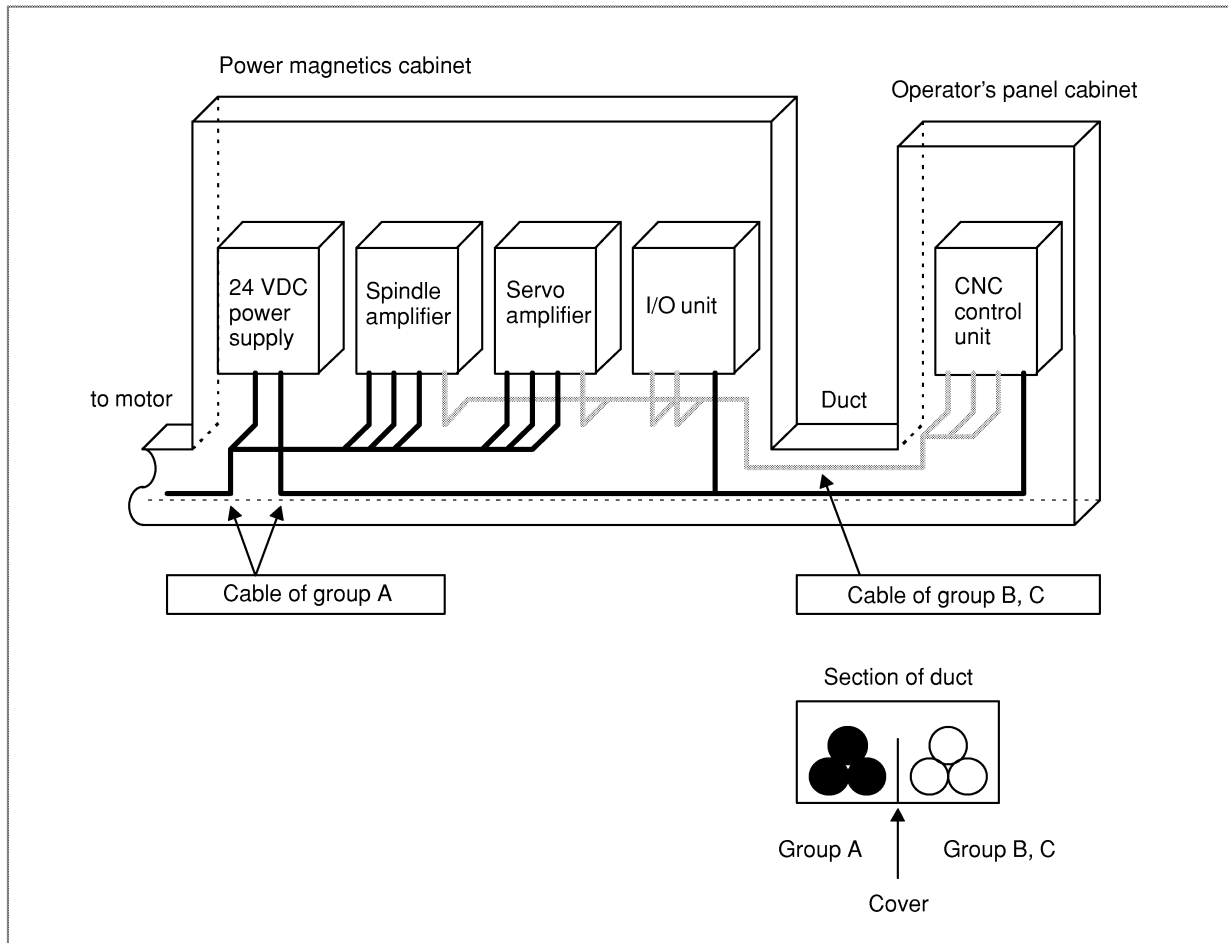 Power magnetics cabinet
Operator's panel cabinet
24 VDC
power
supply
Spindle
amplifier
Servo
amplifier
I/O unit
CNC
control
unit
to motor
Duct
Cable of group A
Cable of group B, C
Section of duct
Group A
Group B, C
Cover